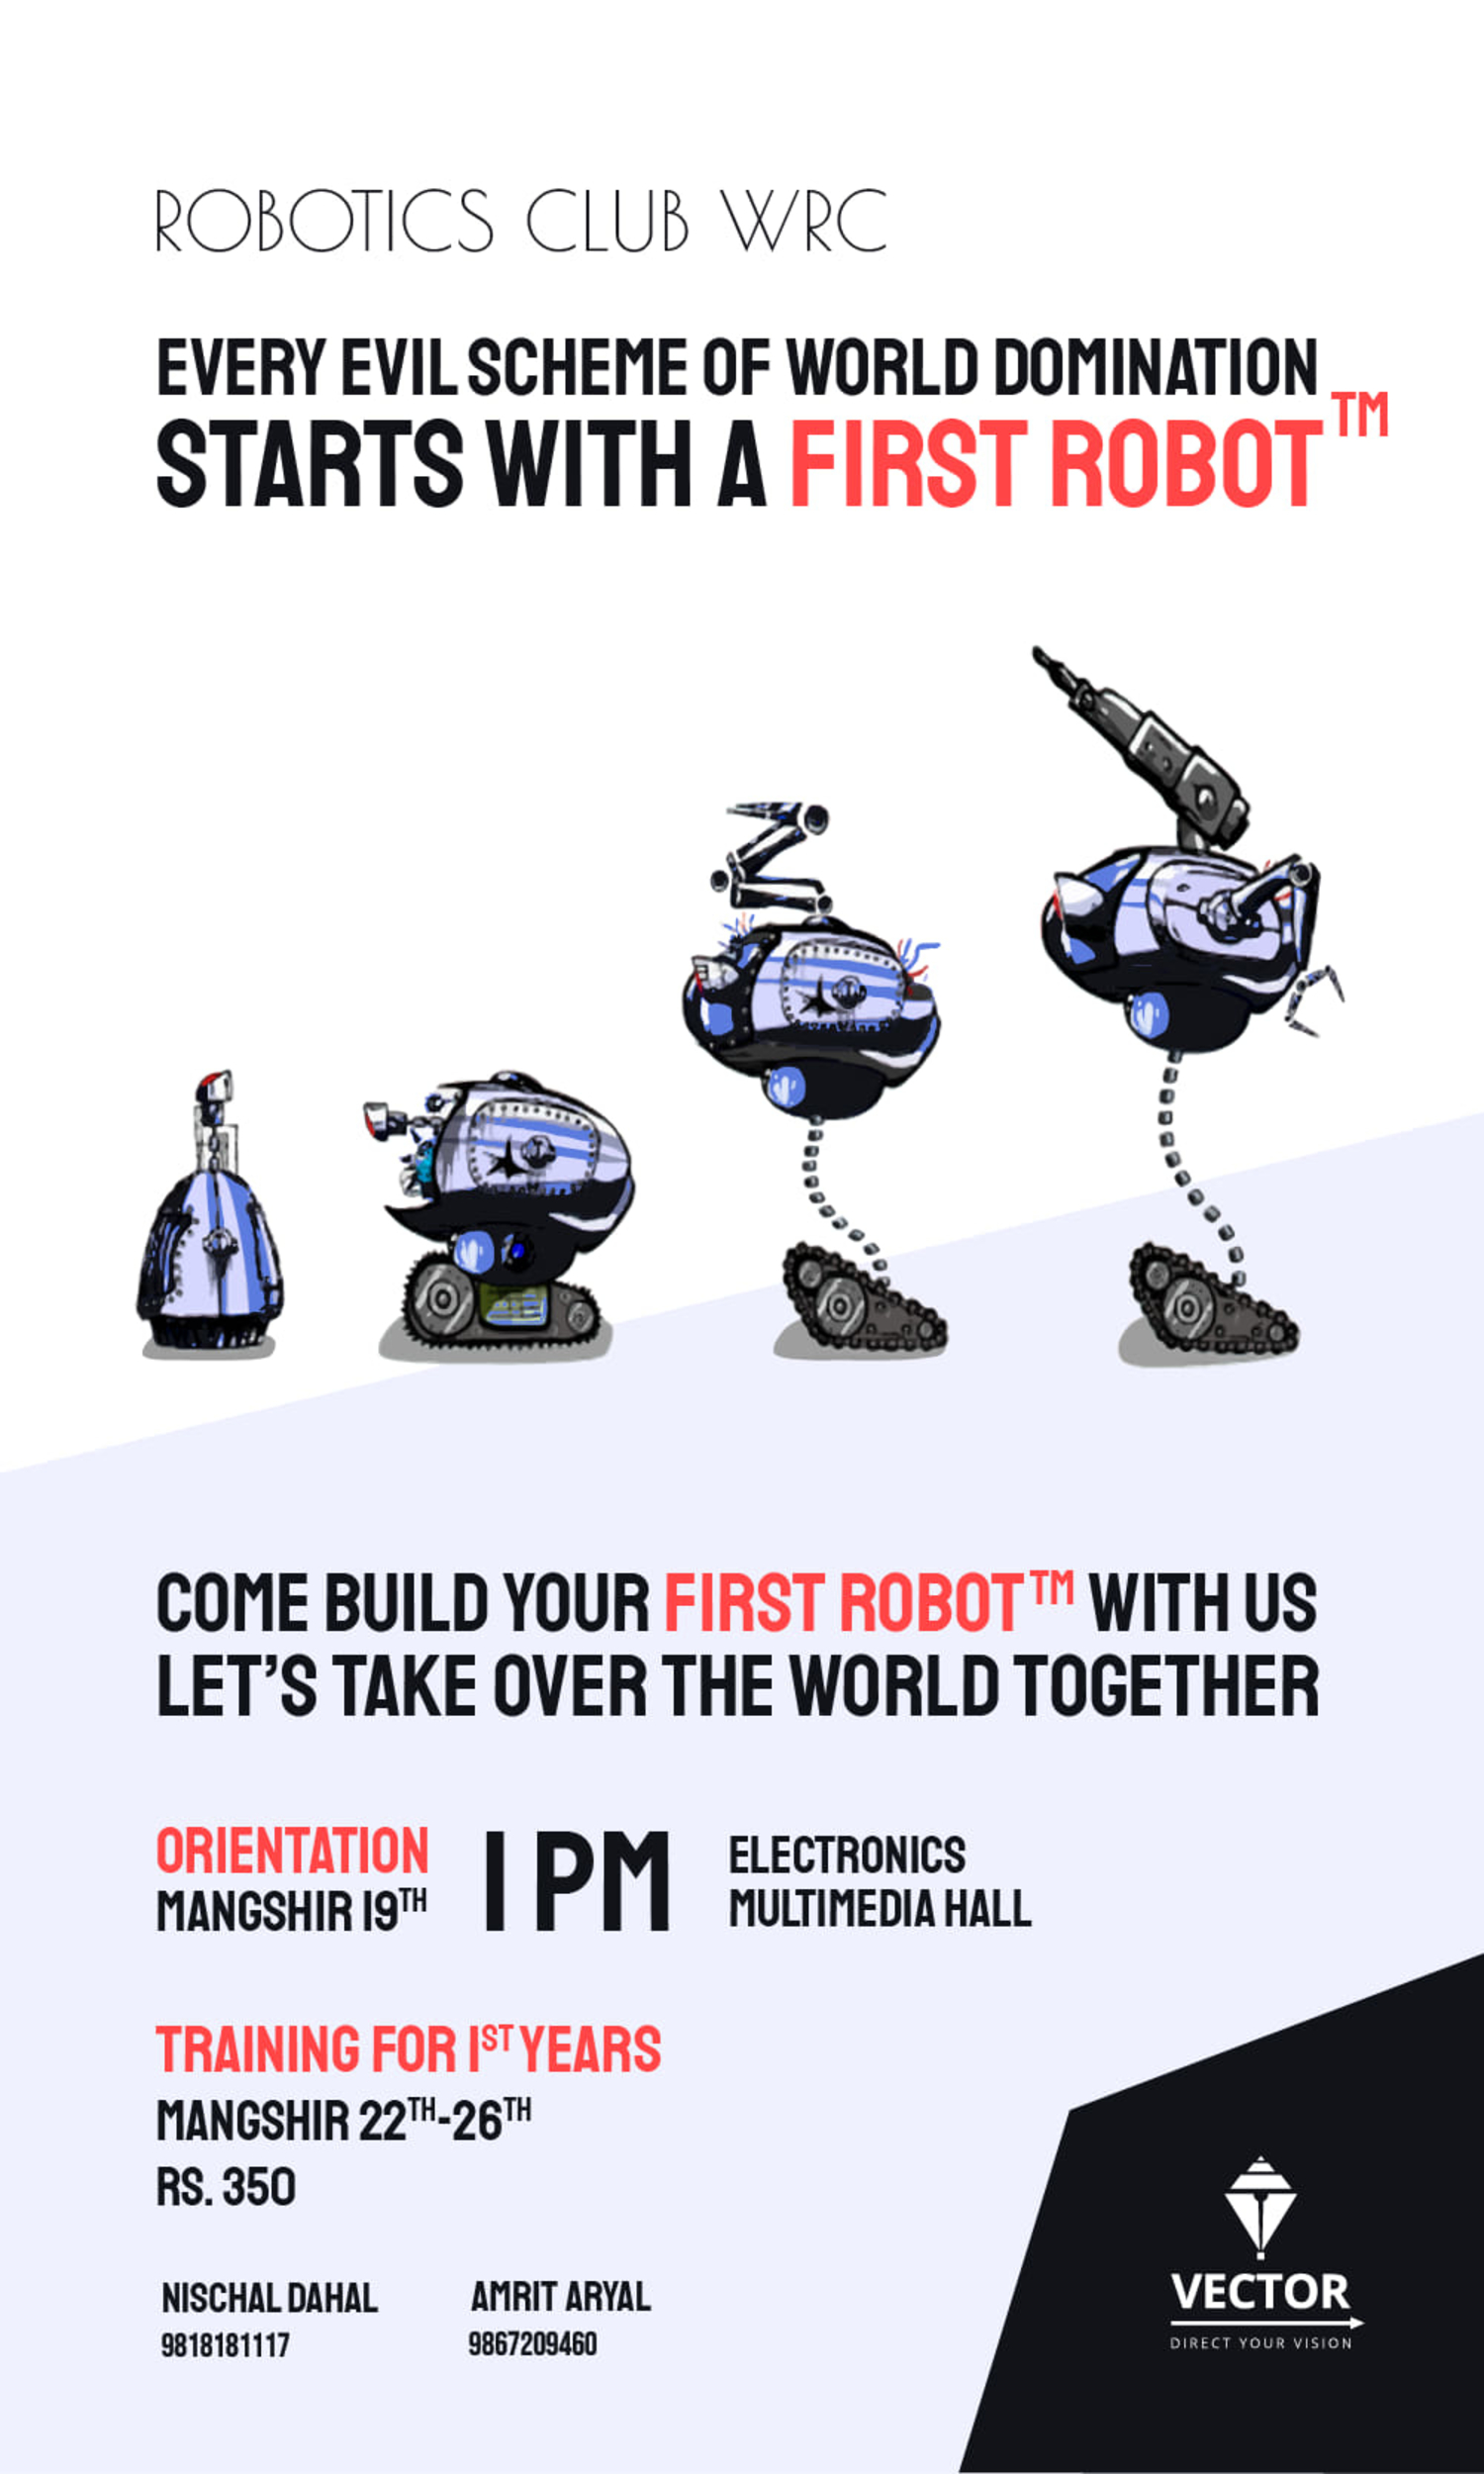 ROBOTICS CLUB WRC
EVERY EVIL SCHEME OF WORLD DOMINATION
STARTS WITH A FIRST ROBOT™
COME BUILD YOUR FIRST ROBOT™ WITH US
LET'S TAKE OVER THE WORLD TOGETHER
ORIENTATION
MANGSHIR 19TH
1 PM
ELECTRONICS
MULTIMEDIA HALL
TRAINING FOR 1ST YEARS
MANGSHIR 22TH-26TH
RS. 350
NISCHAL DAHAL
9818181117
AMRIT ARYAL
9867209460
VECTOR
DIRECT YOUR VISION